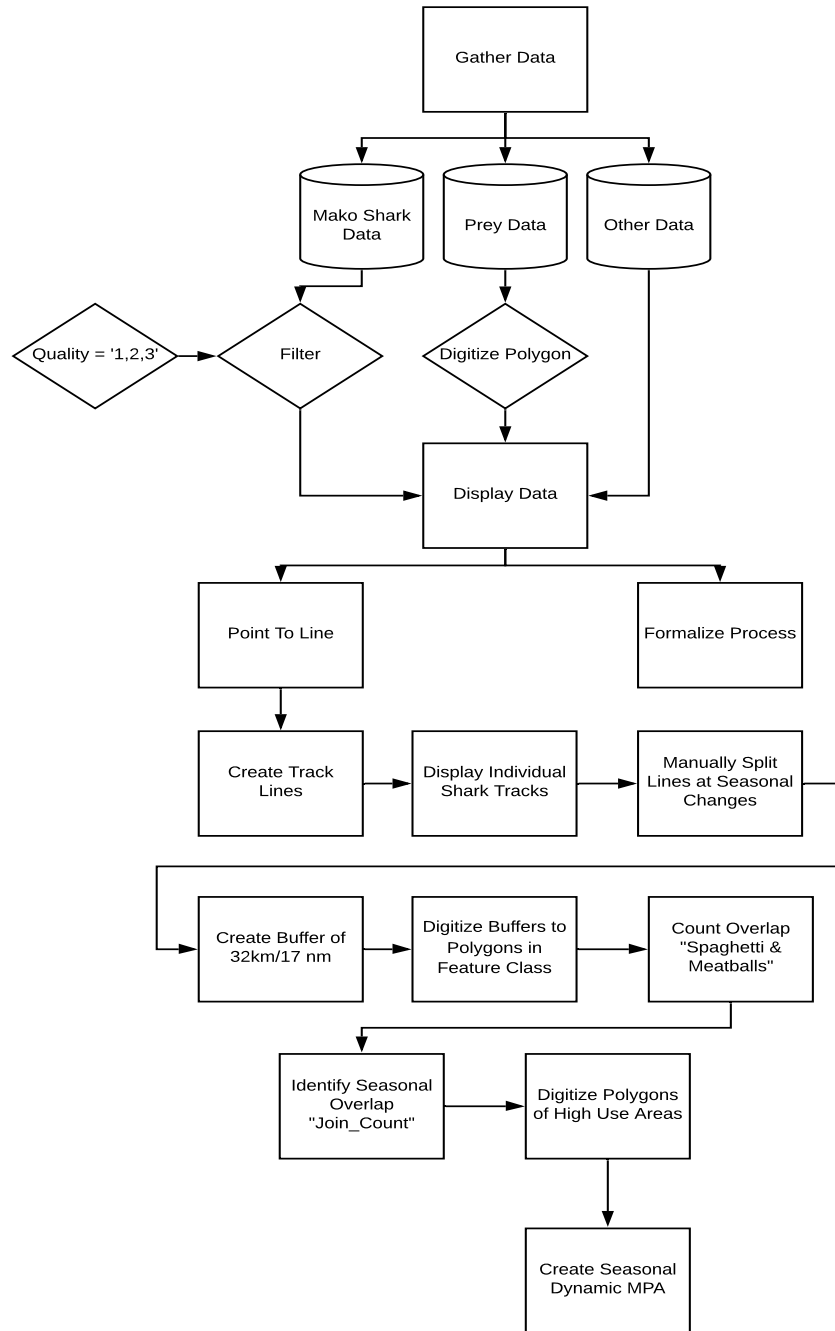 Gather Data
Mako Shark
Data
Prey Data
Other Data
Quality = '1,2,3'
Filter
Digitize Polygon
Display Data
Point To Line
Formalize Process
Create Track
Lines
Display Individual
Shark Tracks
Manually Split
Lines at Seasonal
Changes
Create Buffer of
32km/17 nm
Digitize Buffers to
Polygons in
Feature Class
Count Overlap
"Spaghetti &
Meatballs"
Identify Seasonal
Overlap
"Join_Count"
Digitize Polygons
of High Use Areas
Create Seasonal
Dynamic MPA